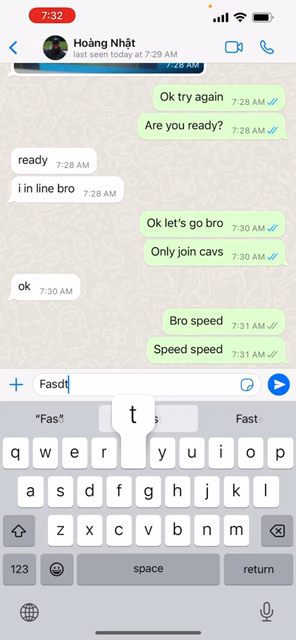 7:32
Hoàng Nhật
last seen today at 7:29 AM
7:28 AM
Ok try again 7:28 AM
Are you ready? 7:28 AM
ready 7:28 AM
i in line bro 7:28 AM
Ok let's go bro 7:30 AM
Only join cavs 7:30 AM
ok 7:30 AM
Bro speed 7:31 AM
Speed speed 7:31 AM
Fasdt
"Fas" Fast
t
q w e r y u i o p
a s d f g h j k l
z x c v b n m
123 space return